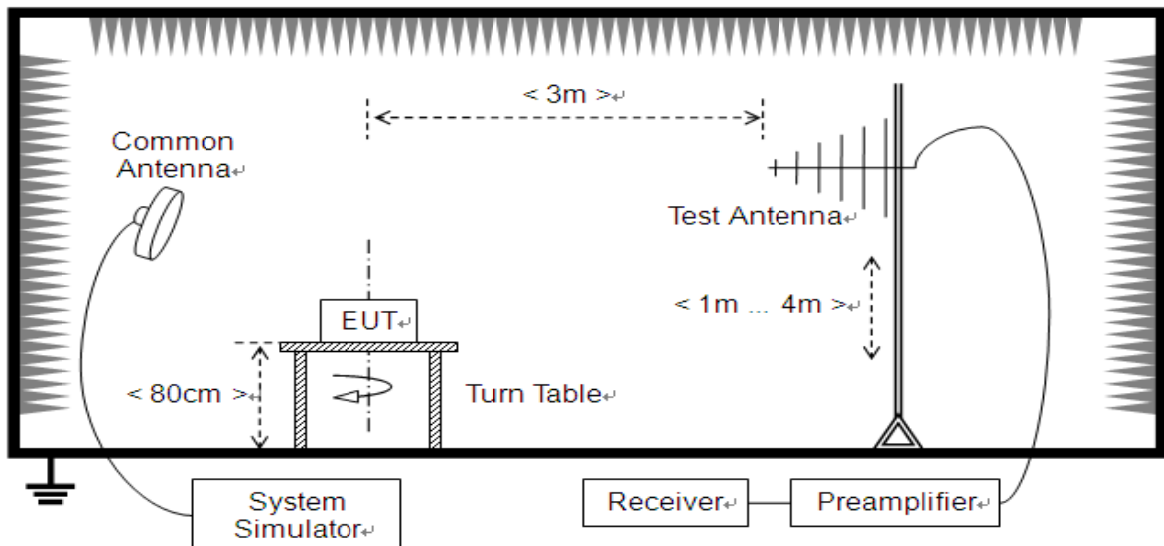 < 3m >↵
Common
Antenna↵
Test Antenna↵
< 1m ... 4m >↵
EUT↵
< 80cm >↵
Turn Table↵
System
Simulator↵
Receiver↵
Preamplifier↵